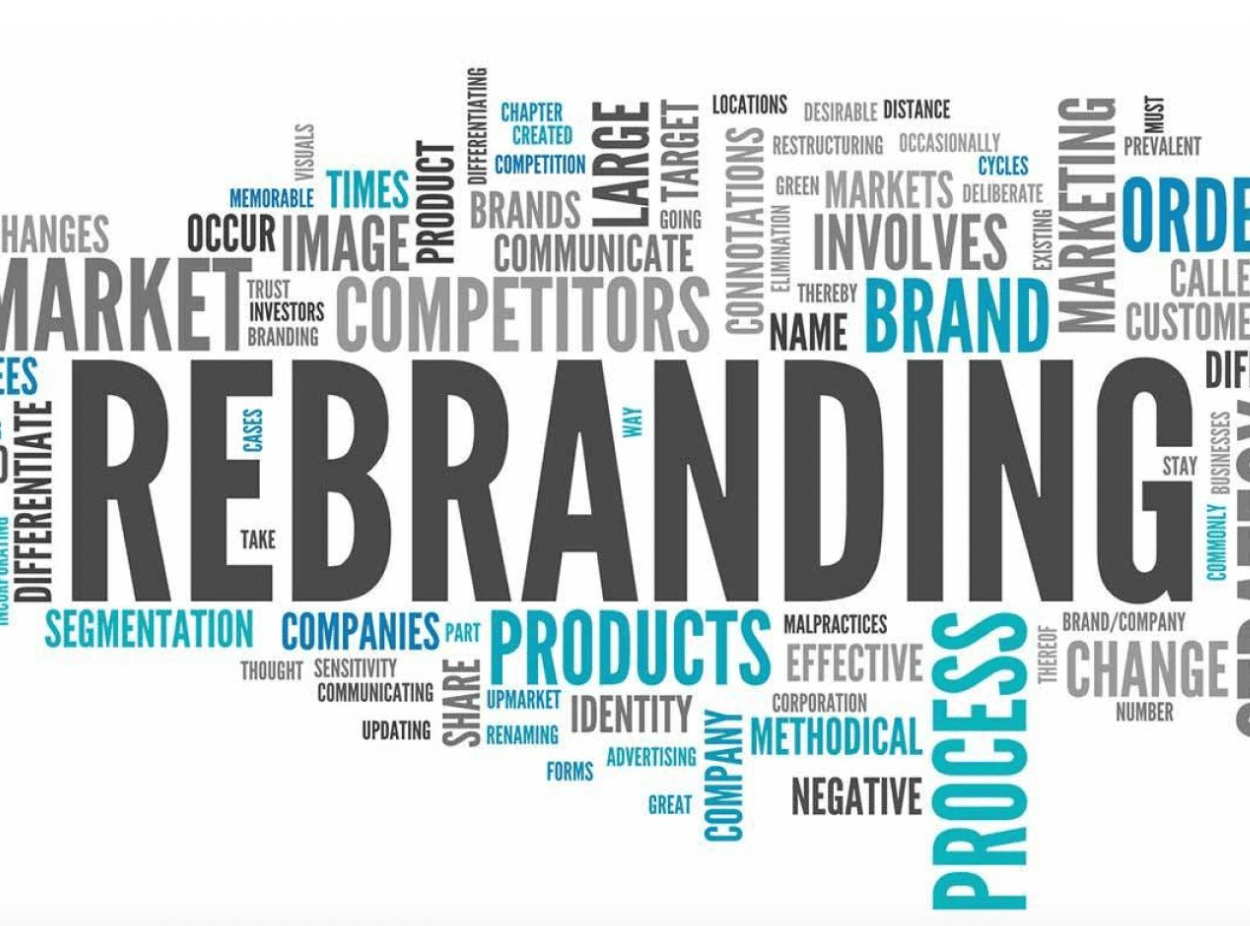 DIFFERENTIATING
CHAPTER
CREATED
COMPETITION
LARGE
TARGET
LOCATIONS
DESIRABLE
DISTANCE
MARKETING
MUST
PREVALENT
VISUALS
MEMORABLE
TIMES
PRODUCT
BRANDS
GOING
CONNOTATIONS
RESTRUCTURING
OCCASIONALLY
CYCLES
GREEN
MARKETS
DELIBERATE
ORDE
HANGES
OCCUR
IMAGE
COMMUNICATE
ELIMINATION
INVOLVES
EXISTING
CALLE
MARKET
TRUST
INVESTORS
BRANDING
COMPETITORS
THEREBY
NAME
BRAND
CUSTOME
EES
DIFF
REBRANDING
DIFFERENTIATE
CASES
TAKE
WAY
STAY
BUSINESSES
COMMONLY
SEGMENTATION
COMPANIES
PART
PRODUCTS
MALPRACTICES
PROCESS
THEREOF
BRAND/COMPANY
THOUGHT
SENSITIVITY
COMMUNICATING
SHARE
EFFECTIVE
CHANGE
UPDATING
UPMARKET
RENAMING
IDENTITY
CORPORATION
NUMBER
COMPANY
METHODICAL
FORMS
ADVERTISING
GREAT
NEGATIVE